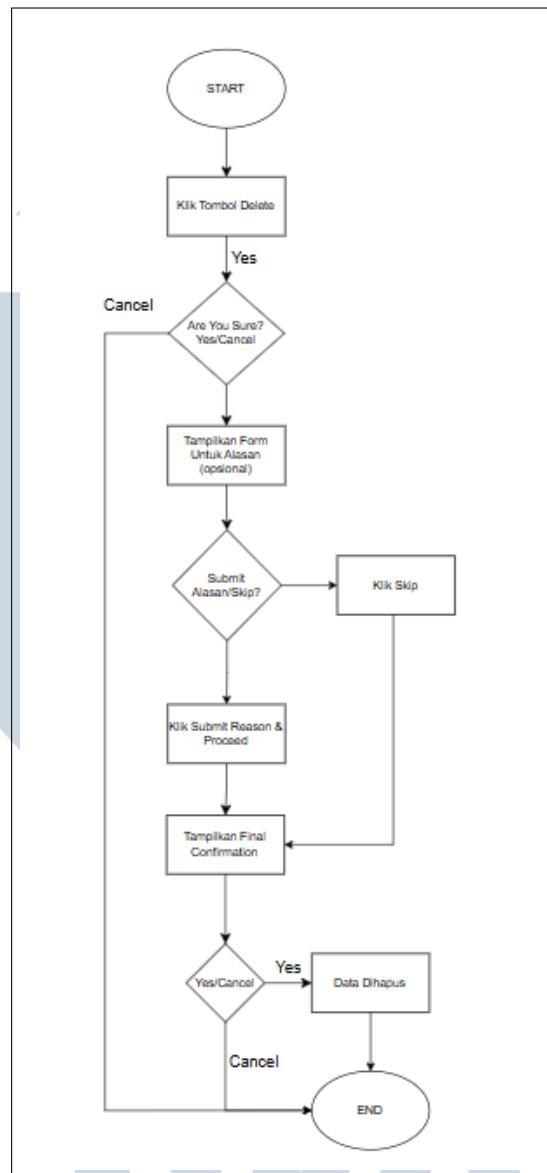 START
Klik Tombol Delete
Yes
Cancel
Are You Sure?
Yes/Cancel
Tampilkan Form
Untuk Alasan
(opsional)
Submit
Alasan/Skip?
Klik Skip
Klik Submit Reason &
Proceed
Tampilkan Final
Confirmation
Yes/Cancel
Yes
Data Dihapus
Cancel
END